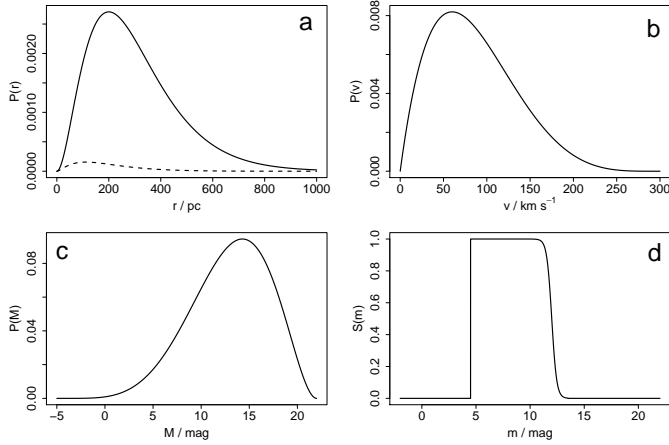 a
P(r)
0.0000 0.0010 0.0020
0 200 400 600 800 1000
r / pc
b
P(v)
0.000 0.004 0.008
0 50 100 150 200 250 300
v / km s⁻¹
c
P(M)
0.00 0.04 0.08
−5 0 5 10 15 20
M / mag
d
S(m)
0.0 0.2 0.4 0.6 0.8 1.0
0 5 10 15 20
m / mag